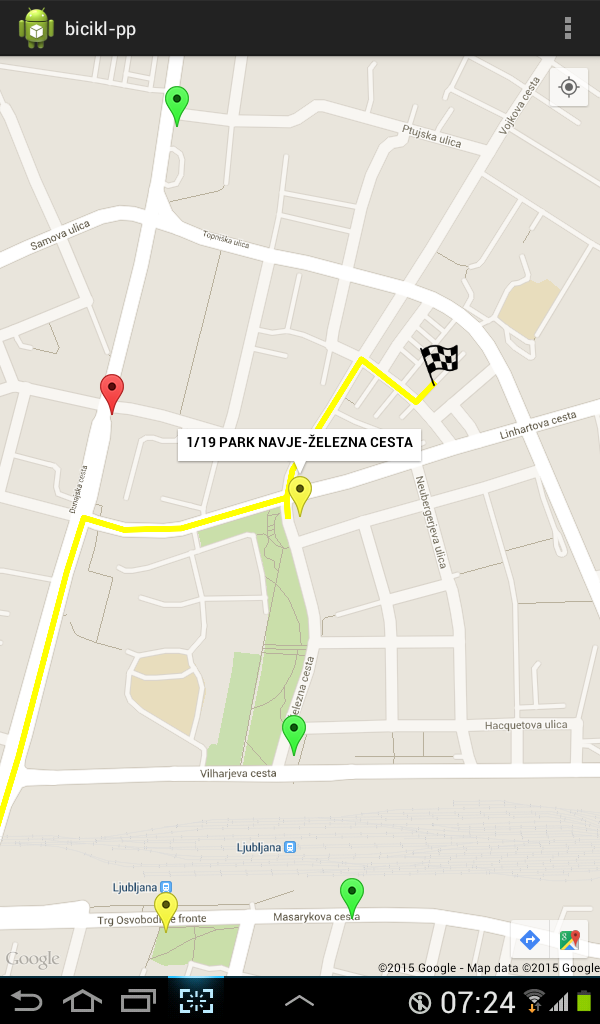 bicikl-pp
Ptujska ulica
Vojkova cesta
Samova ulica
Topniška ulica
1/19 PARK NAVJE-ŽELEZNA CESTA
Linhartova cesta
Dunajska cesta
Neubergerjeva ulica
Železna cesta
Hacquetova ulica
Vilharjeva cesta
Ljubljana
Ljubljana
Trg Osvobodilne fronte
Masarykova cesta
Google
©2015 Google - Map data ©2015 Google
07:24